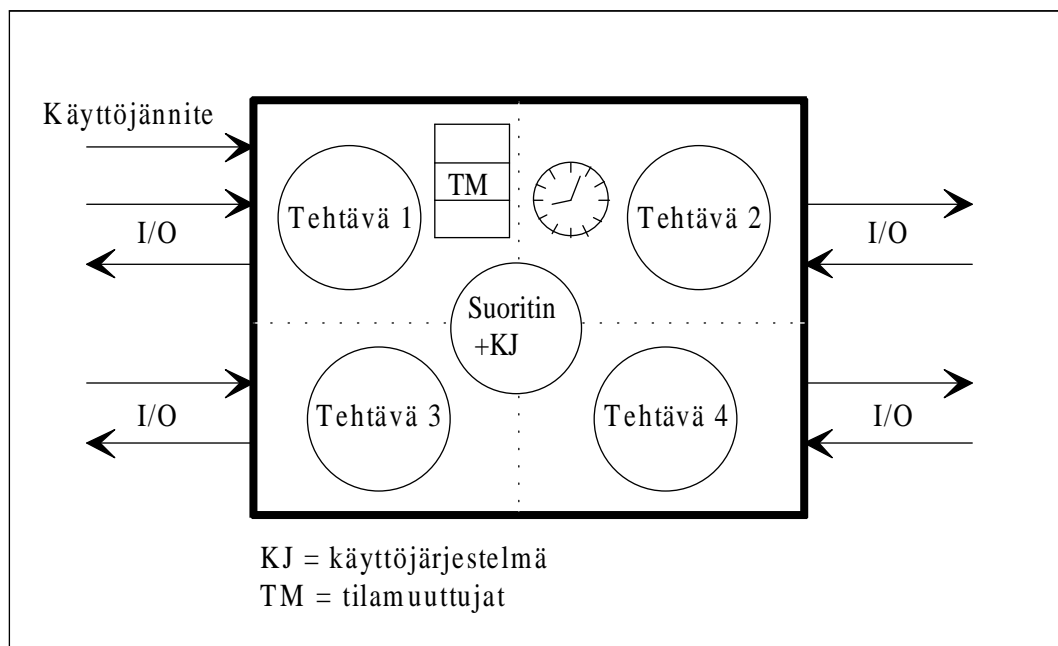 Käyttöjännite
TM
Tehtävä 1
Tehtävä 2
I/O
I/O
Suoritin
+KJ
Tehtävä 3
Tehtävä 4
I/O
I/O
KJ = käyttöjärjestelmä
TM = tilamuuttujat